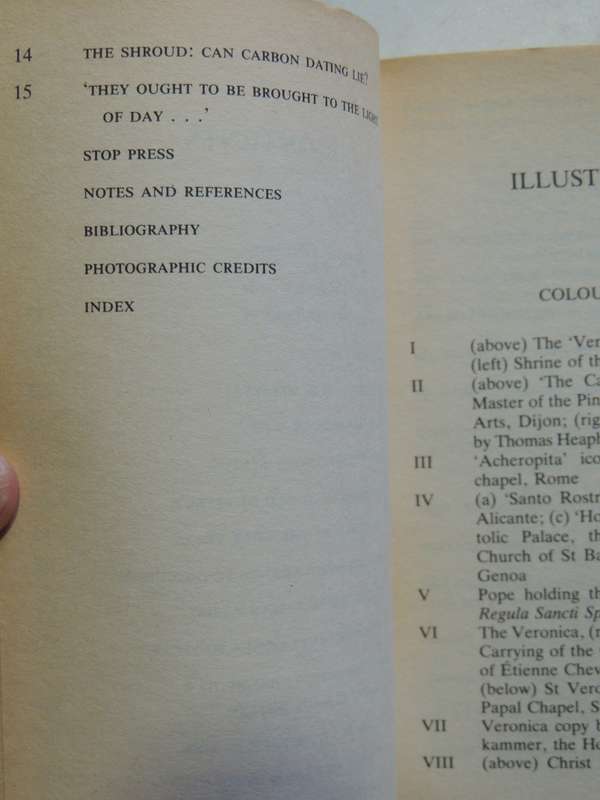 14 THE SHROUD: CAN CARBON DATING LIE?
15 'THEY OUGHT TO BE BROUGHT TO THE LIGHT
OF DAY . . .'
STOP PRESS
NOTES AND REFERENCES
BIBLIOGRAPHY
PHOTOGRAPHIC CREDITS
INDEX
ILLUST
COLOU
I (above) The 'Ver
(left) Shrine of th
II (above) 'The Ca
Master of the Pin
Arts, Dijon; (rig
by Thomas Heaph
III 'Acheropita' ico
chapel, Rome
IV (a) 'Santo Rostr
Alicante; (c) 'Ho
tolic Palace, th
Church of St Ba
Genoa
V Pope holding th
Regula Sancti Sp
VI The Veronica, (r
Carrying of the
of Étienne Chev
(below) St Vero
Papal Chapel, S
VII Veronica copy b
kammer, the Ho
VIII (above) Christ